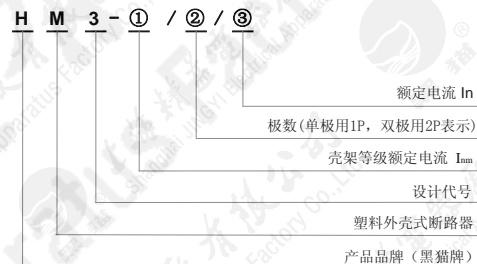 H M 3 - ① / ② / ③
额定电流 In
极数(单极用1P，双极用2P表示)
壳架等级额定电流 Inm
设计代号
塑料外壳式断路器
产品品牌（黑猫牌）